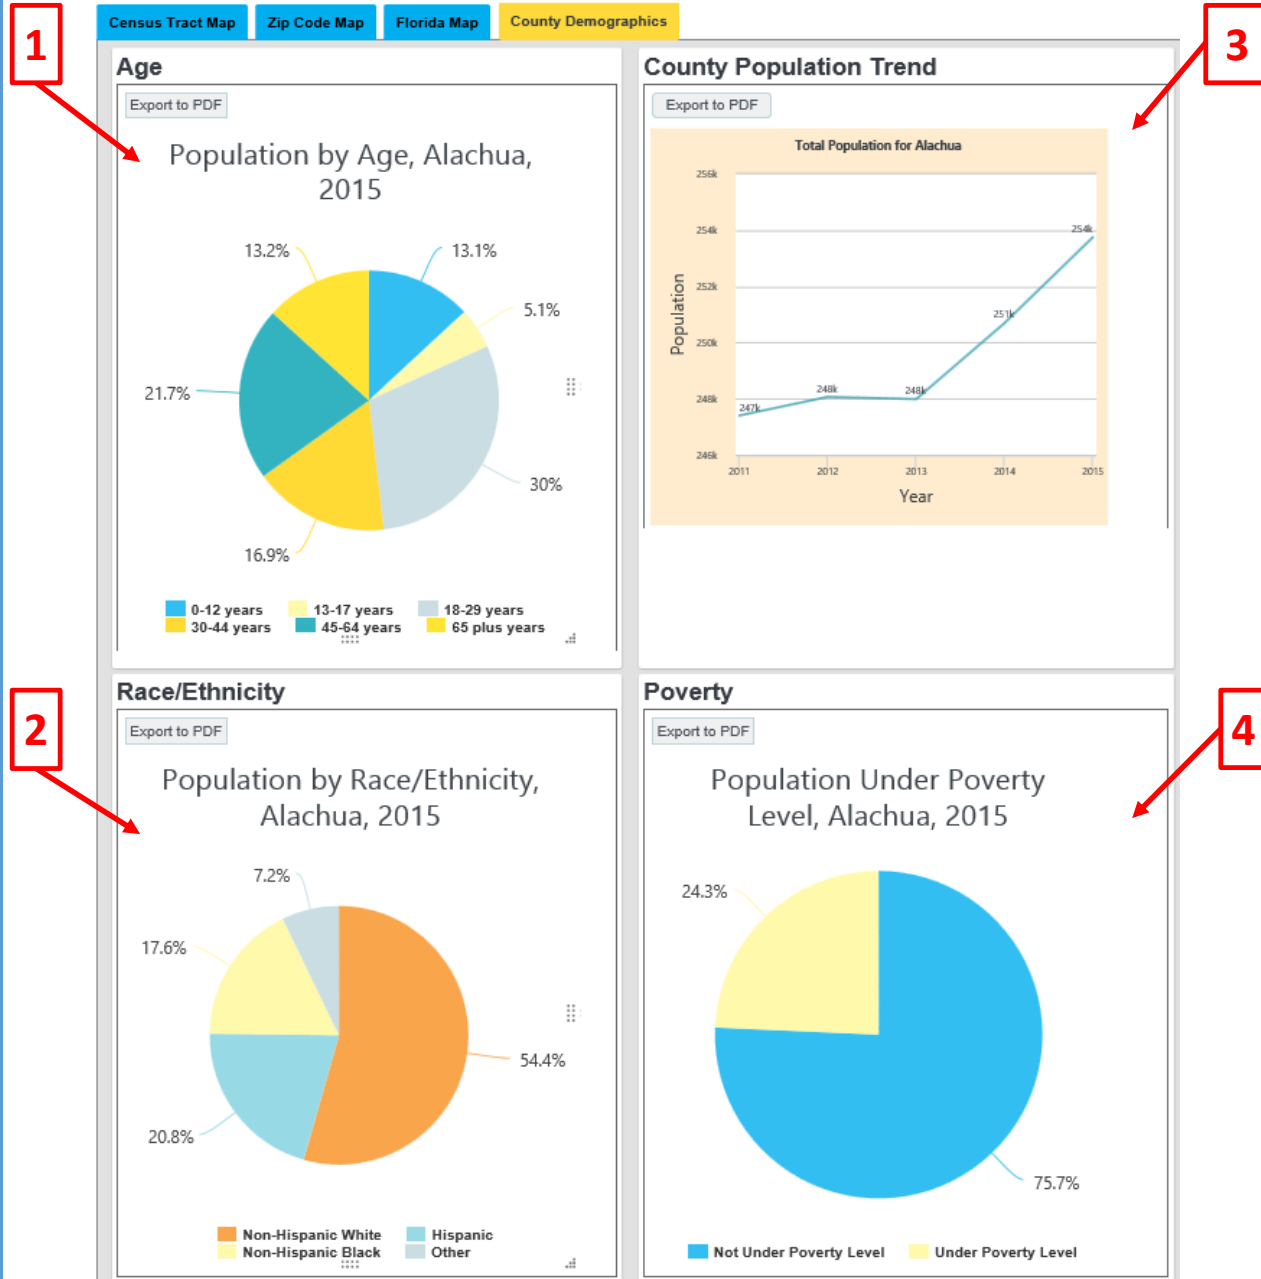 Census Tract Map
Zip Code Map
Florida Map
County Demographics
1
3
Age
Export to PDF
Population by Age, Alachua,
2015
13.2%
13.1%
5.1%
21.7%
30%
16.9%
0-12 years
13-17 years
18-29 years
30-44 years
45-64 years
65 plus years
County Population Trend
Export to PDF
Total Population for Alachua
256k
254k
252k
250k
248k
246k
Population
247k
248k
248k
251k
254k
2011
2012
2013
2014
2015
Year
2
4
Race/Ethnicity
Export to PDF
Population by Race/Ethnicity,
Alachua, 2015
7.2%
17.6%
54.4%
20.8%
Non-Hispanic White
Hispanic
Non-Hispanic Black
Other
Poverty
Export to PDF
Population Under Poverty
Level, Alachua, 2015
24.3%
75.7%
Not Under Poverty Level
Under Poverty Level